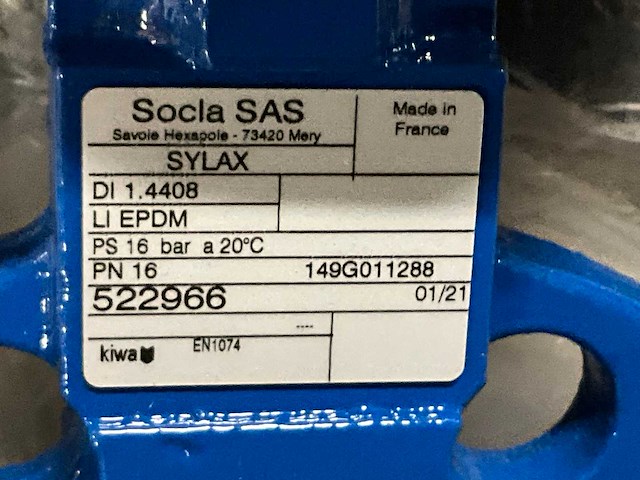 Socla SAS
Savoie Hexapole - 73420 Mery
Made in
France
SYLAX
DI 1.4408
LI EPDM
PS 16 bar a 20°C
PN 16 149G011288
522966 01/21
----
kiwa EN1074